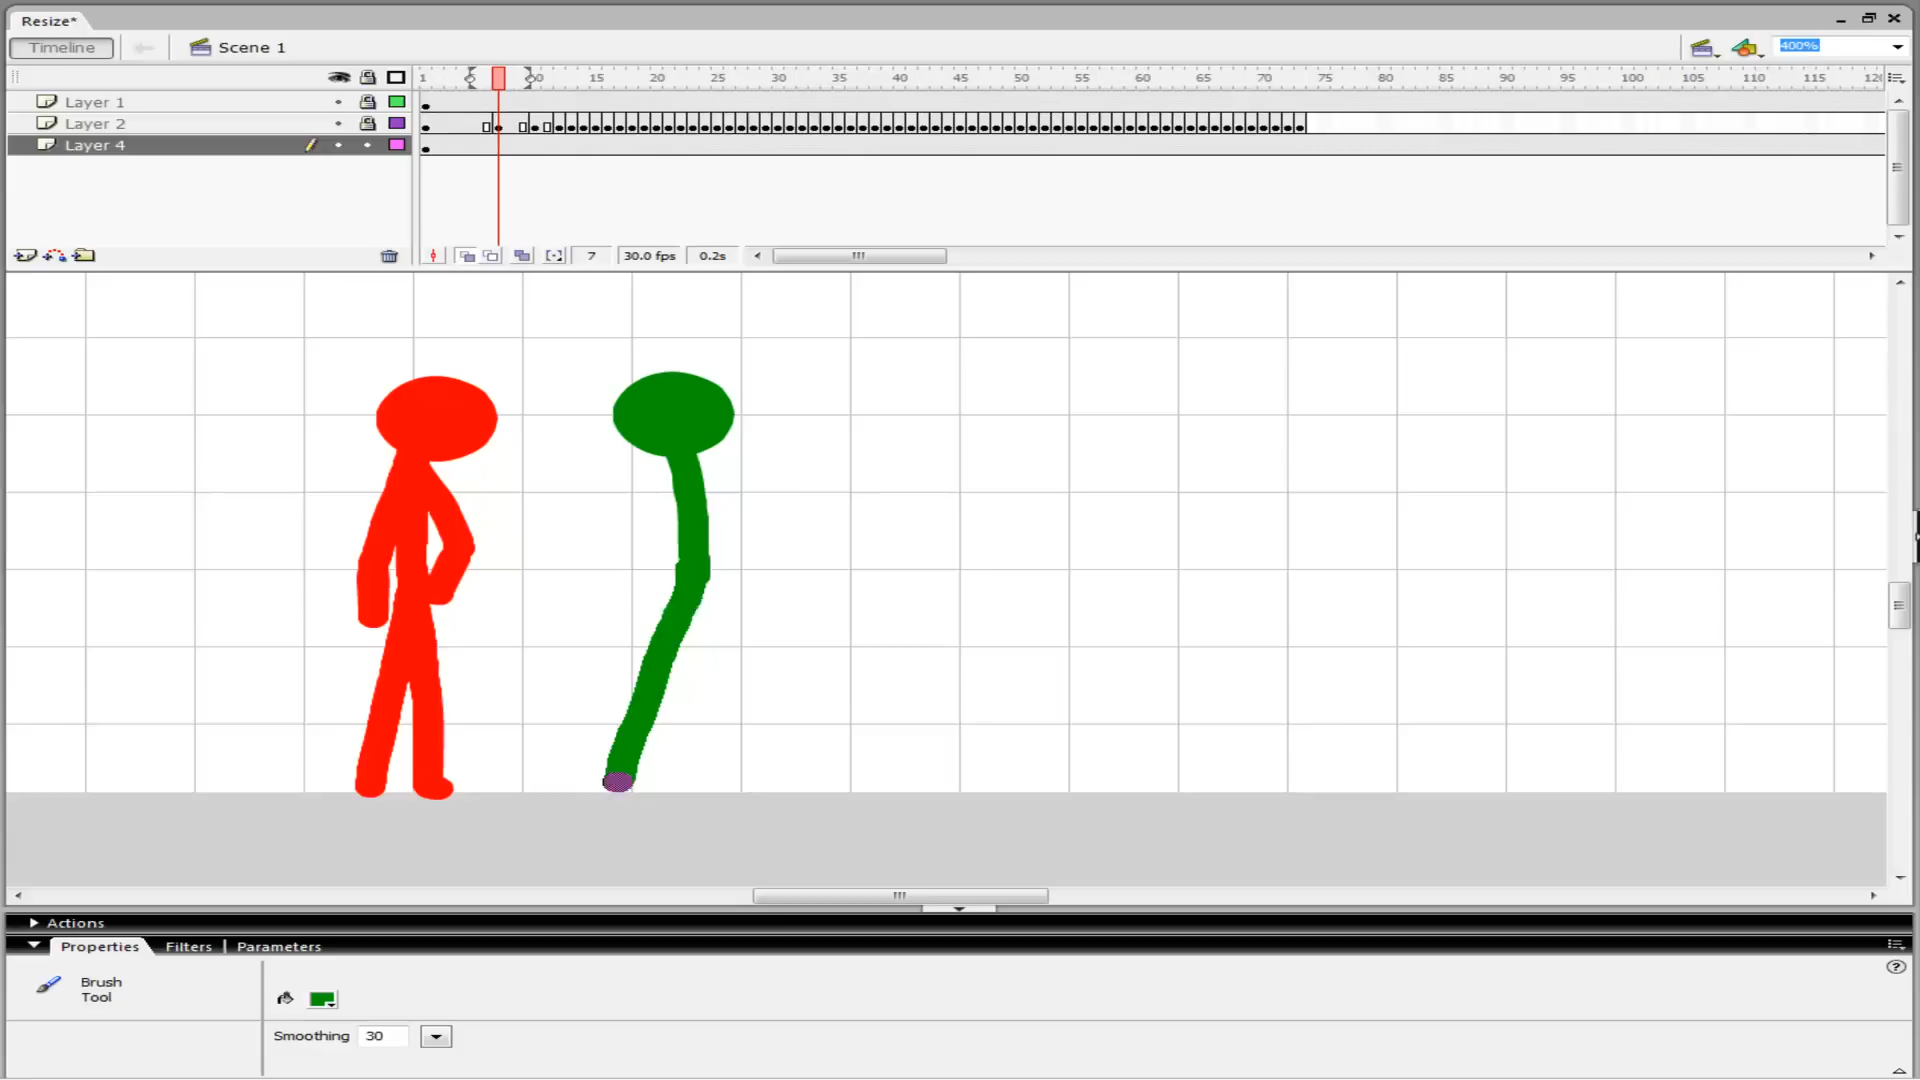 Resize*
Timeline Scene 1 400%
1 15 20 25 30 35 40 45 50 55 60 65 70 75 80 85 90 95 100 105 110 115
Layer 1
Layer 2
Layer 4
7 30.0 fps 0.2s
Actions
Properties Filters | Parameters
Brush
Tool
Smoothing 30